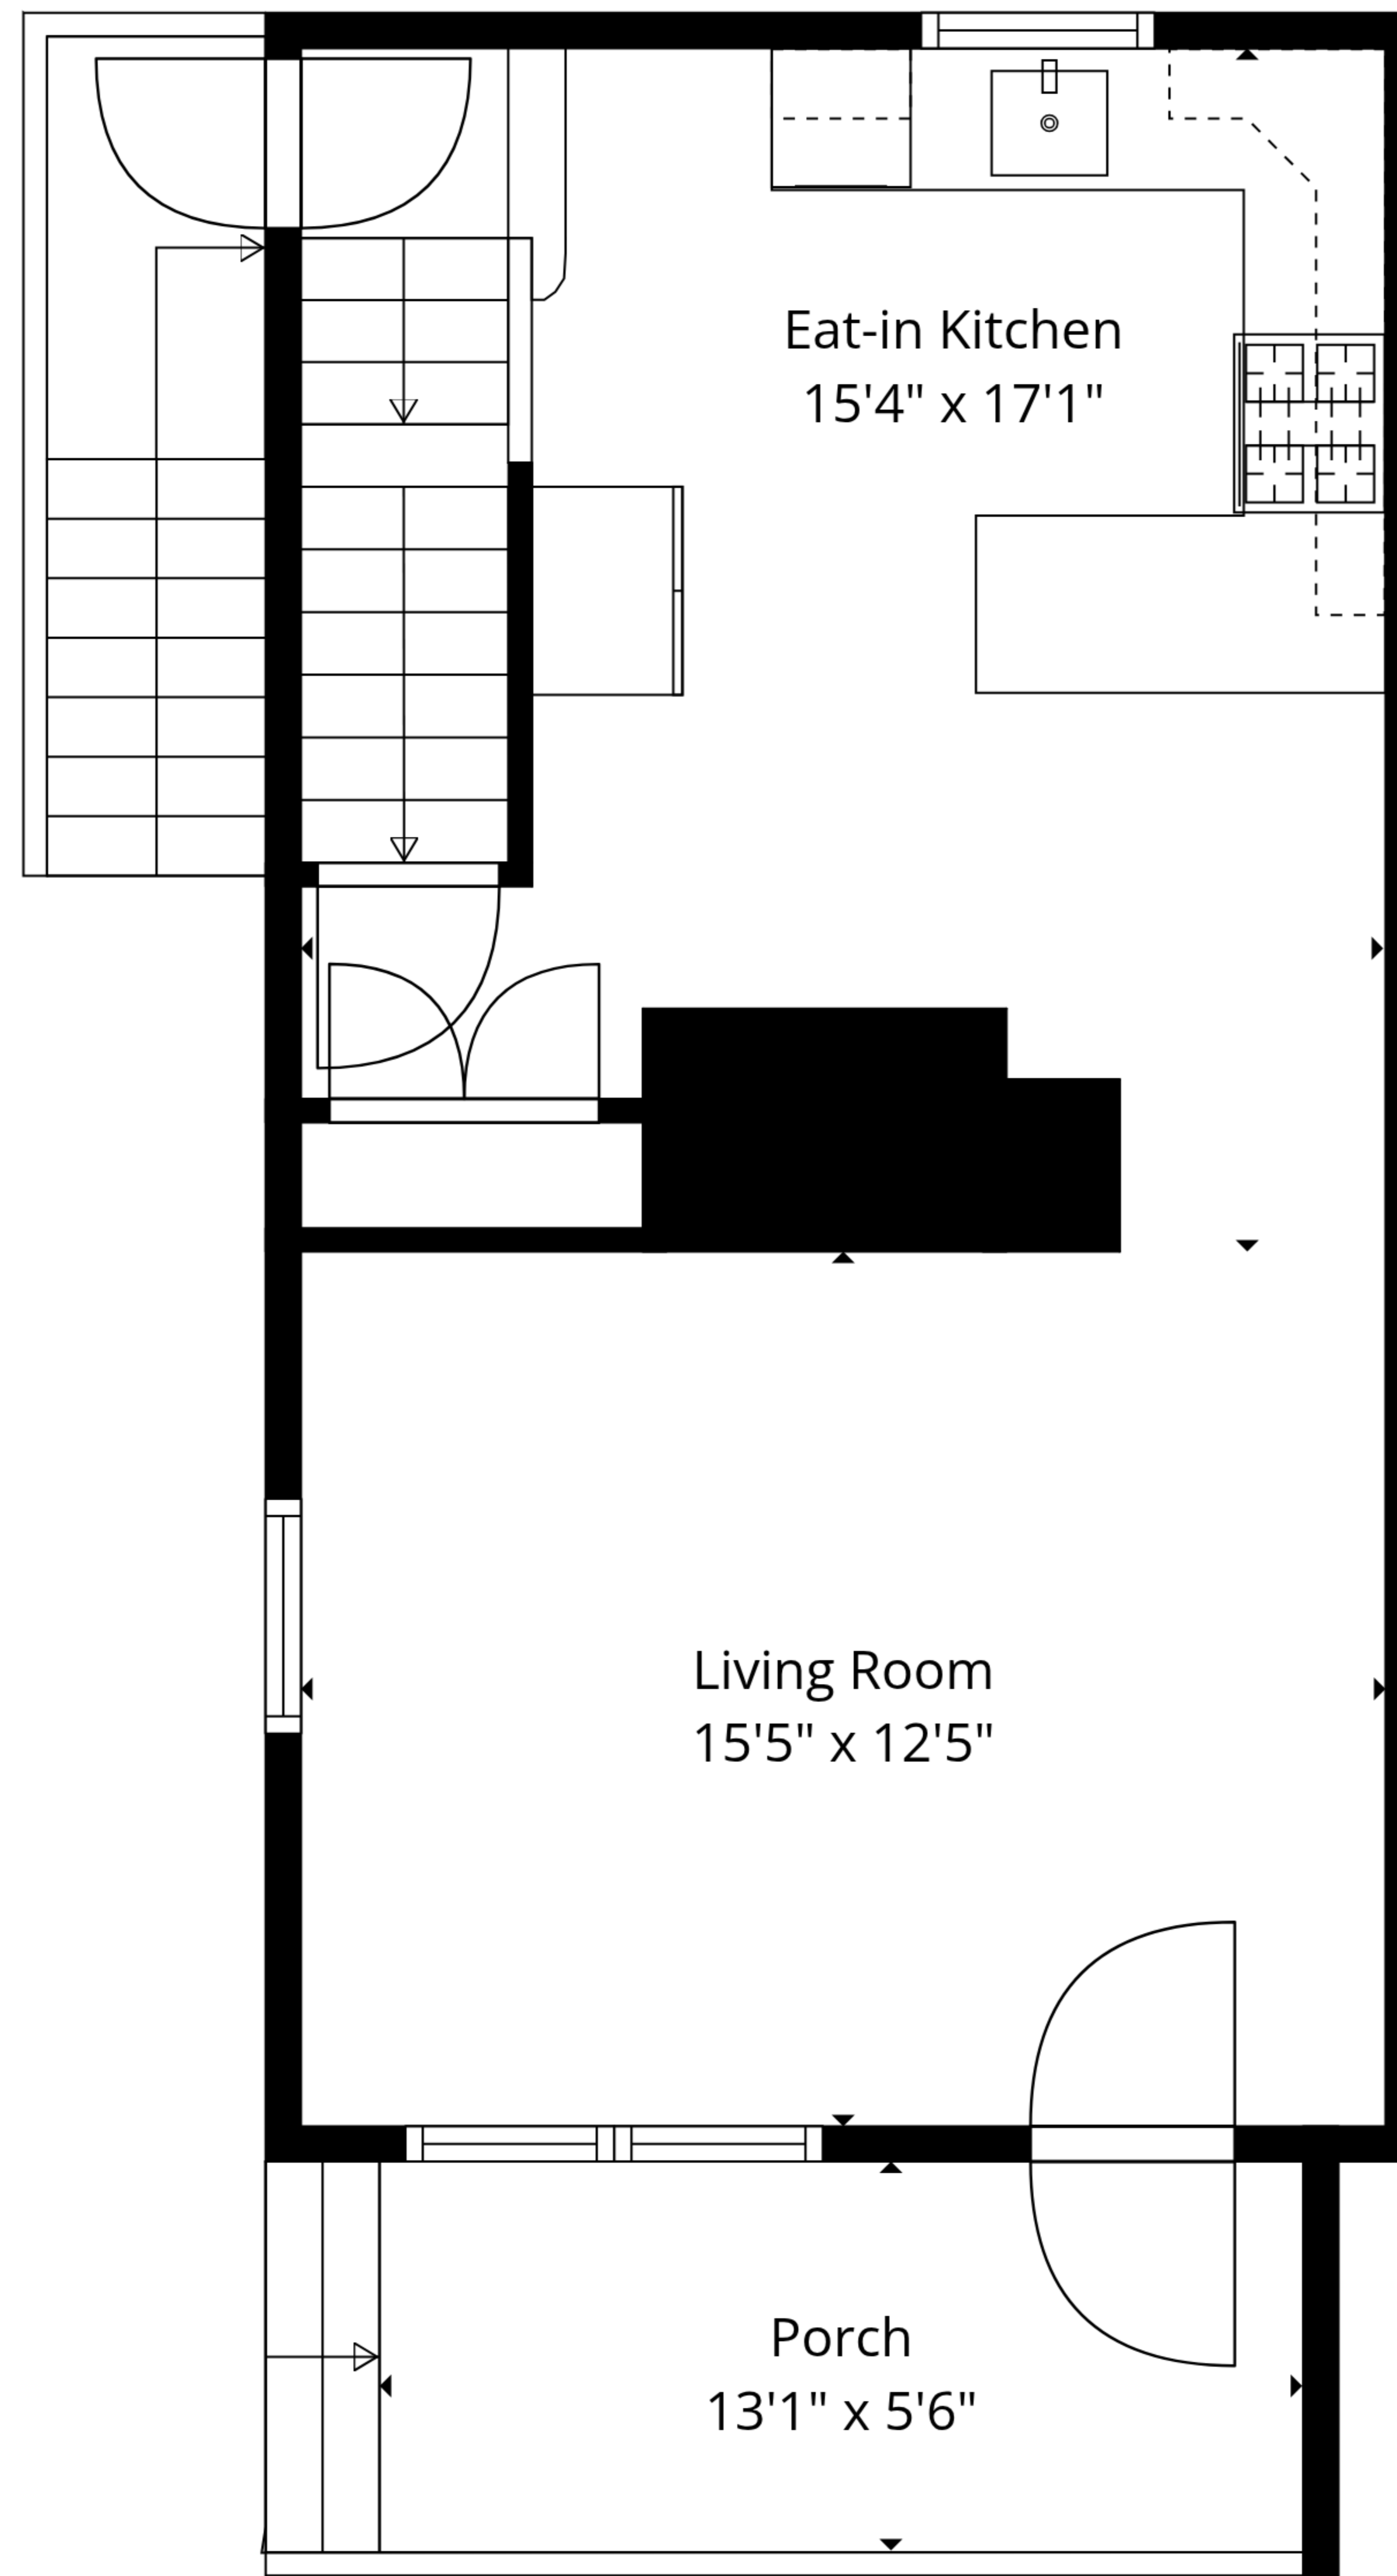 Eat-in Kitchen
15'4" x 17'1"
Living Room
15'5" x 12'5"
Porch
13'1" x 5'6"